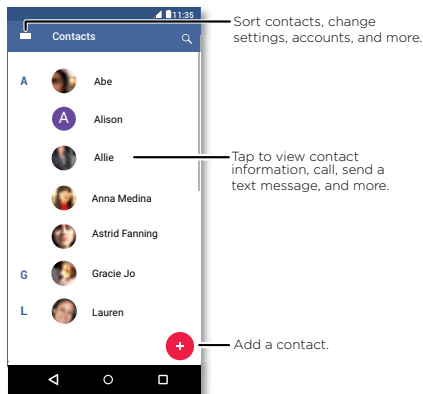 11:35
Sort contacts, change
settings, accounts, and more.
Contacts
A
Abe
A
Alison
Allie
Tap to view contact
information, call, send a
text message, and more.
Anna Medina
Astrid Fanning
G
Gracie Jo
L
Lauren
Add a contact.